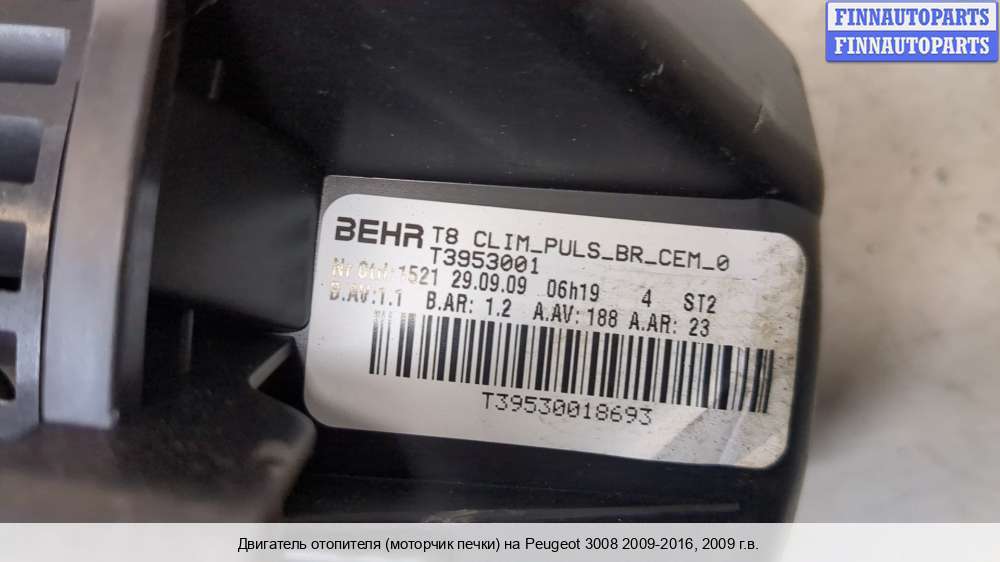 FINNAUTOPARTS
FINNAUTOPARTS
BEHR T8 CLIM_PULS_BR_CEM_0
T3953001
1521 29.09.09 06h19 4 ST2
B.AV:1.1 B.AR: 1.2 A.AV: 188 A.AR: 23
T39530018693
Двигатель отопителя (моторчик печки) на Peugeot 3008 2009-2016, 2009 г.в.